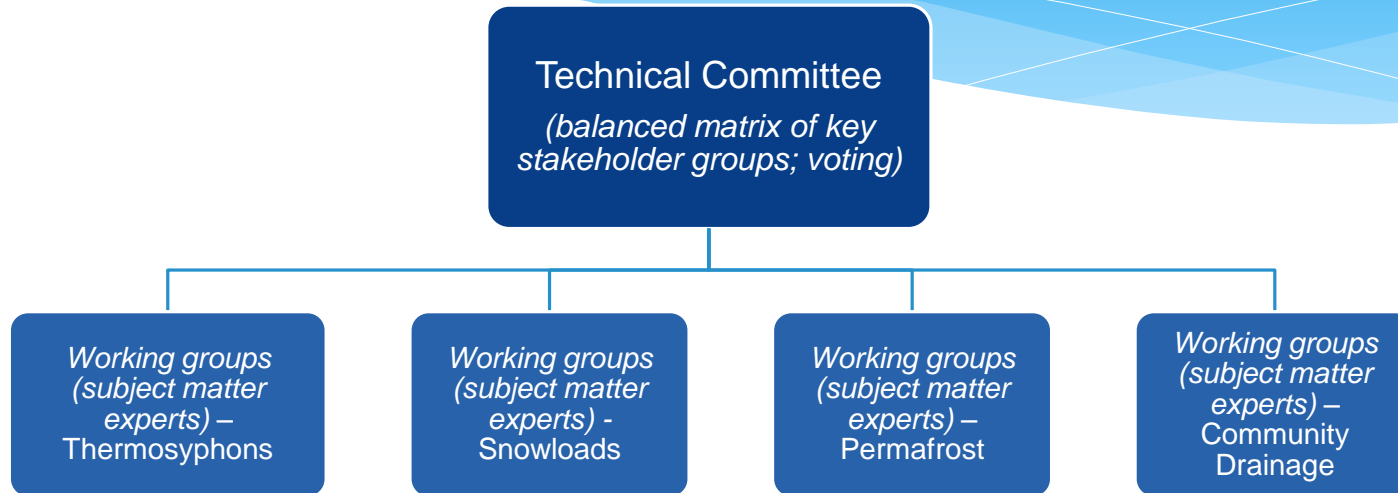 Technical Committee
(balanced matrix of key
stakeholder groups; voting)
Working groups
(subject matter
experts) –
Thermosyphons
Working groups
(subject matter
experts) -
Snowloads
Working groups
(subject matter
experts) –
Permafrost
Working groups
(subject matter
experts) –
Community
Drainage